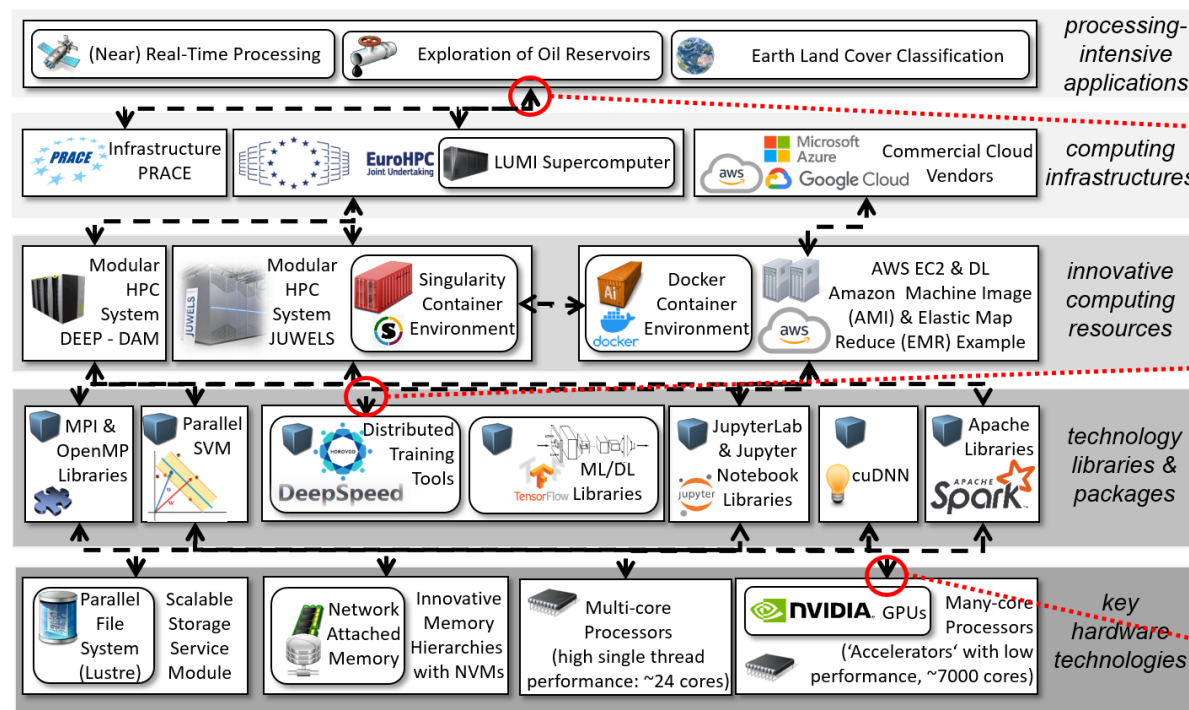 processing-
intensive
applications
(Near) Real-Time Processing
Exploration of Oil Reservoirs
Earth Land Cover Classification
computing
infrastructures
PRACE
Infrastructure
PRACE
EuroHPC
Joint Undertaking
LUMI Supercomputer
aws
Microsoft
Azure
Google Cloud
Commercial Cloud
Vendors
innovative
computing
resources
Modular
HPC
System
DEEP - DAM
JUWELS
Modular
HPC
System
JUWELS
Singularity
Container
Environment
S
Ai
docker
Docker
Container
Environment
aws
AWS EC2 & DL
Amazon Machine Image
(AMI) & Elastic Map
Reduce (EMR) Example
technology
libraries &
packages
MPI &
OpenMP
Libraries
Parallel
SVM
w
HOROVOD
DeepSpeed
Distributed
Training
Tools
TensorFlow
ML/DL
Libraries
JupyterLab
& Jupyter
Notebook
Libraries
jupyter
cuDNN
Apache
Libraries
APACHE
Spark™
key
hardware
technologies
Parallel
File
System
(Lustre)
Scalable
Storage
Service
Module
Network
Attached
Memory
Innovative
Memory
Hierarchies
with NVMs
Multi-core
Processors
(high single thread
performance: ~24 cores)
NVIDIA. GPUs
Many-core
Processors
(‘Accelerators‘ with low
performance, ~7000 cores)